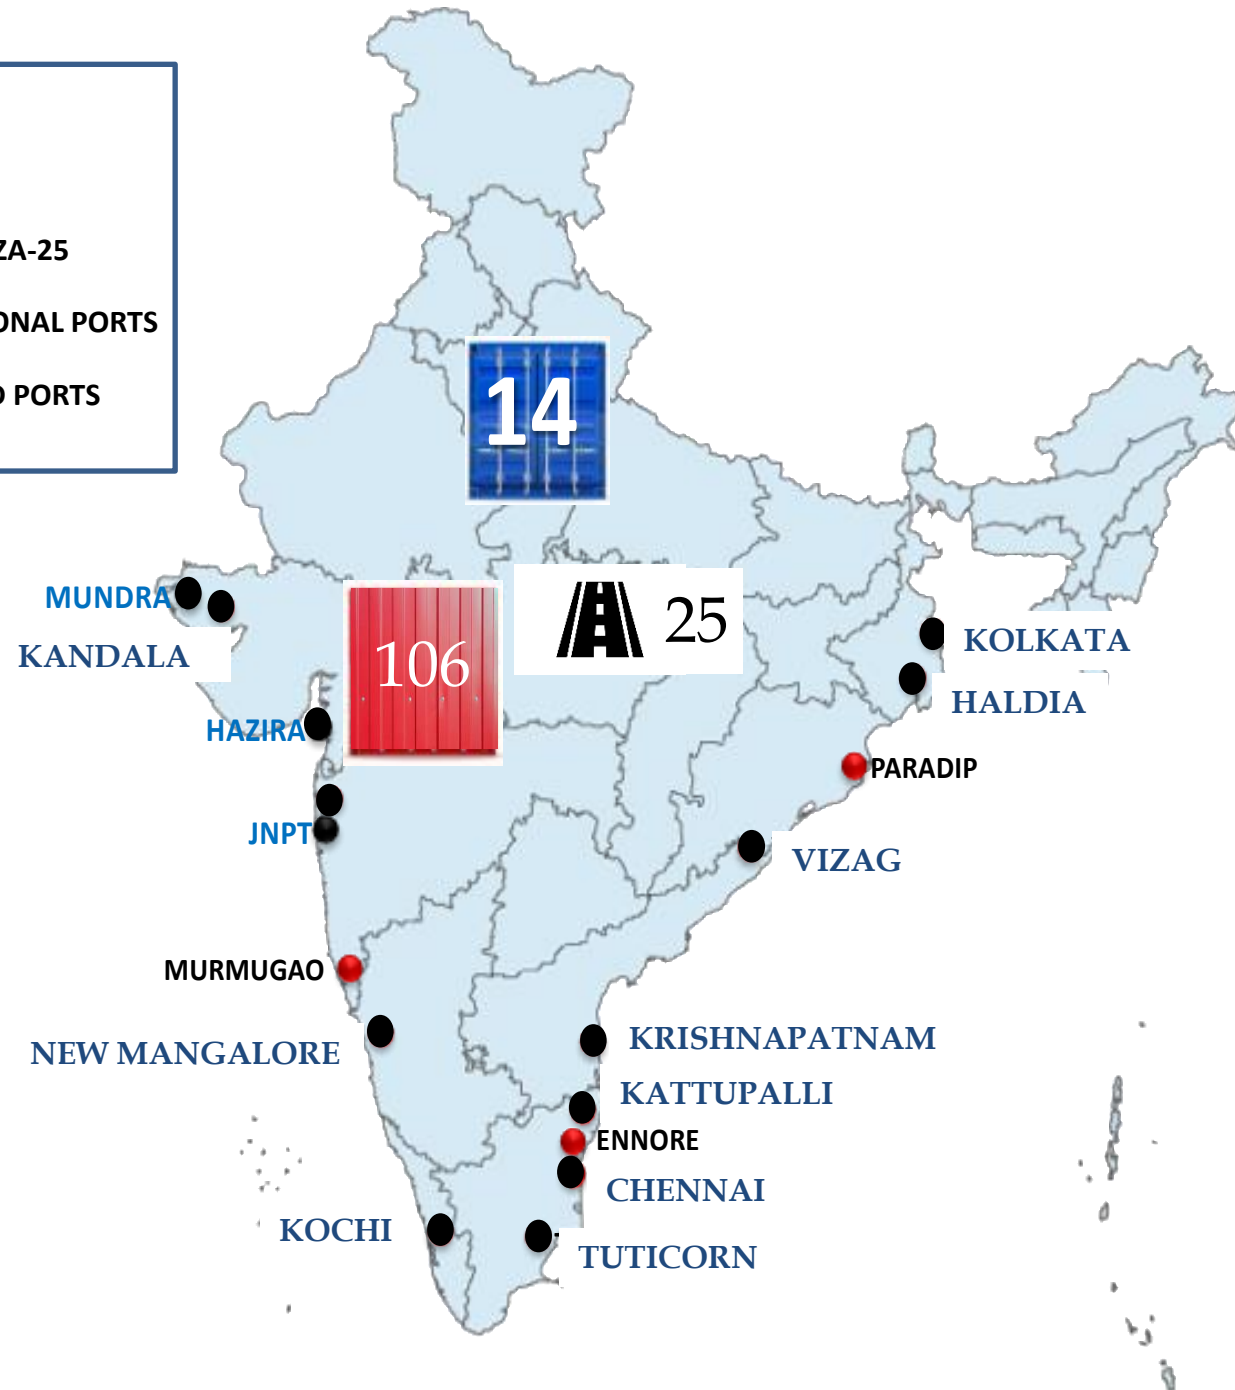 ZA-25
ONAL PORTS
D PORTS
14
25
106
MUNDRA
KANDALA
HAZIRA
JNPT
KOLKATA
HALDIA
PARADIP
VIZAG
MURMUGAO
NEW MANGALORE
KRISHNAPATNAM
KATTUPALLI
ENNORE
CHENNAI
KOCHI
TUTICORN